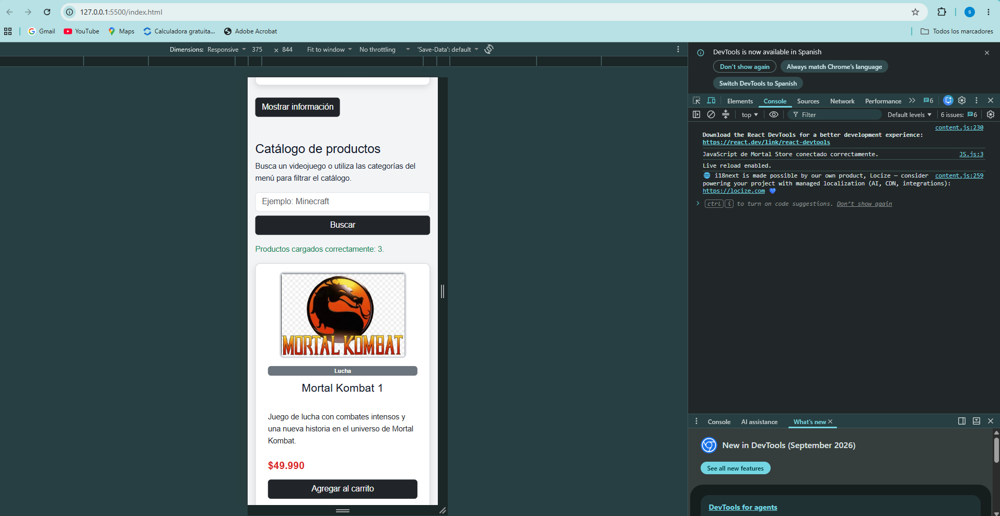 127.0.0.1:5500/index.html
S
Gmail
YouTube
Maps
Calculadora gratuita...
Adobe Acrobat
Todos los marcadores
Dimensions: Responsive 375 × 844 Fit to window No throttling 'Save-Data': default
DevTools is now available in Spanish
Don't show again
Always match Chrome's language
Switch DevTools to Spanish
Elements Console Sources Network Performance 6
top Filter Default levels 6 issues: 6
content.js:230
Download the React DevTools for a better development experience:
https://react.dev/link/react-devtools
JavaScript de Mortal Store conectado correctamente. JS.js:3
Live reload enabled.
🌐 i18next is made possible by our own product, Locize — consider content.js:259
powering your project with managed localization (AI, CDN, integrations):
https://locize.com 💙
ctrl i to turn on code suggestions. Don't show again
Mostrar información
Catálogo de productos
Busca un videojuego o utiliza las categorías del
menú para filtrar el catálogo.
Ejemplo: Minecraft
Buscar
Productos cargados correctamente: 3.
MORTAL KOMBAT
Lucha
Mortal Kombat 1
Juego de lucha con combates intensos y
una nueva historia en el universo de Mortal
Kombat.
$49.990
Agregar al carrito
Console AI assistance What's new
New in DevTools (September 2026)
See all new features
DevTools for agents